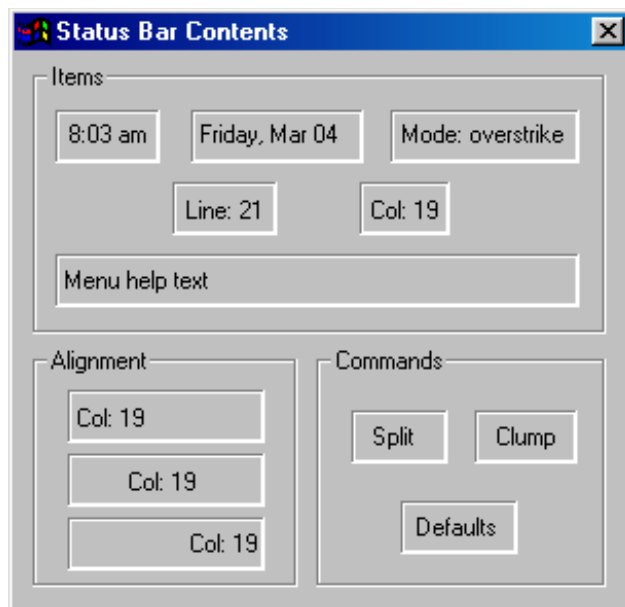 Status Bar Contents
Items
8:03 am Friday, Mar 04 Mode: overstrike
Line: 21 Col: 19
Menu help text
Alignment
Col: 19
Col: 19
Col: 19
Commands
Split Clump
Defaults